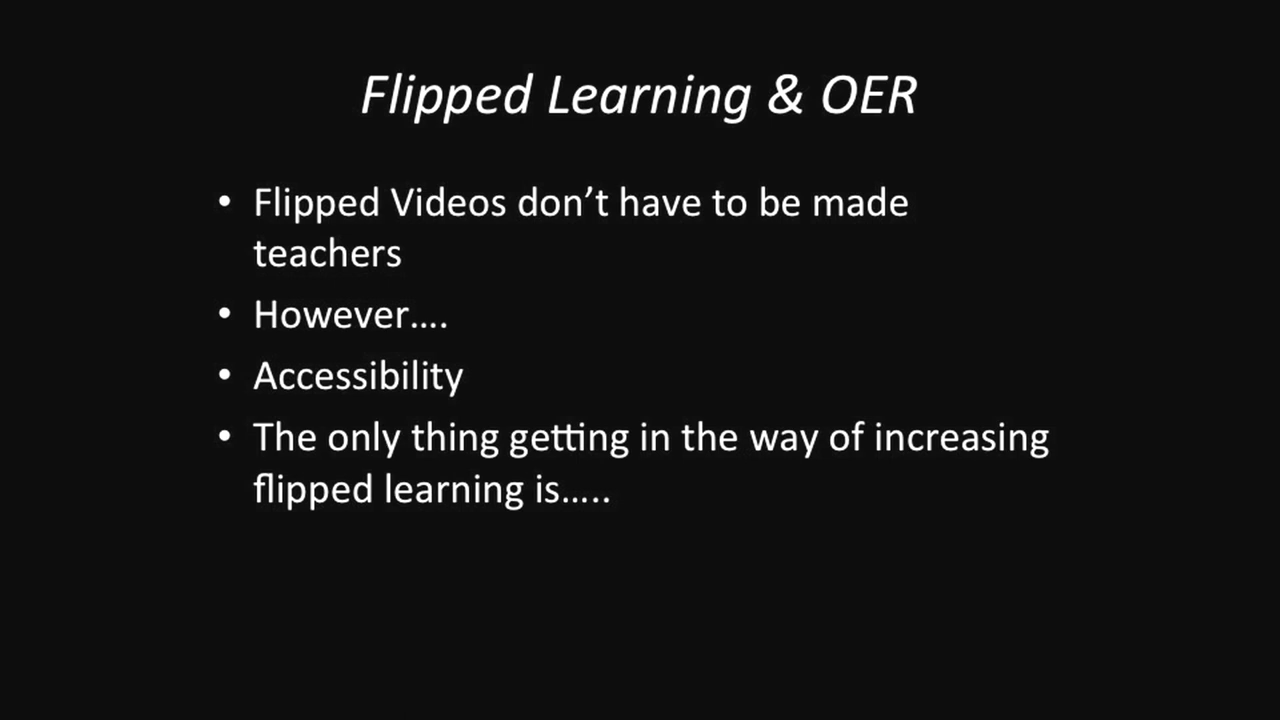 Flipped Learning & OER
• Flipped Videos don’t have to be made
teachers
• However….
• Accessibility
• The only thing getting in the way of increasing
flipped learning is…..